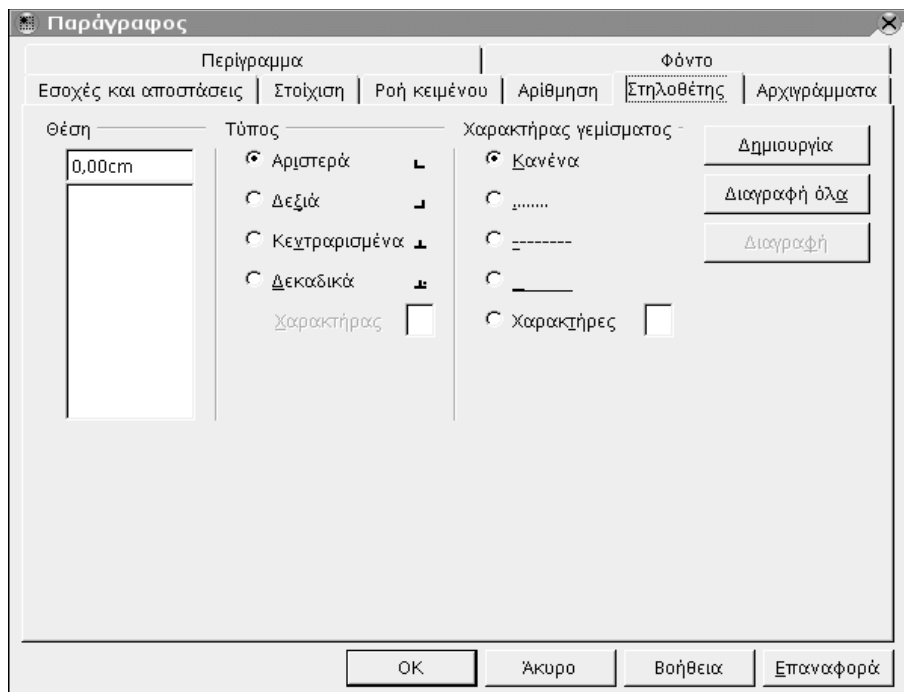 Παράγραφος
Περίγραμμα Φόντο
Εσοχές και αποστάσεις Στοίχιση Ροή κειμένου Αρίθμηση Στηλοθέτης Αρχιγράμματα
Θέση Τύπος Χαρακτήρας γεμίσματος
0,00cm Αριστερά Κανένα Δημιουργία
Δεξιά ....... Διαγραφή όλα
Κεντραρισμένα -------- Διαγραφή
Δεκαδικά ________
Χαρακτήρας Χαρακτήρες
OK Άκυρο Βοήθεια Επαναφορά